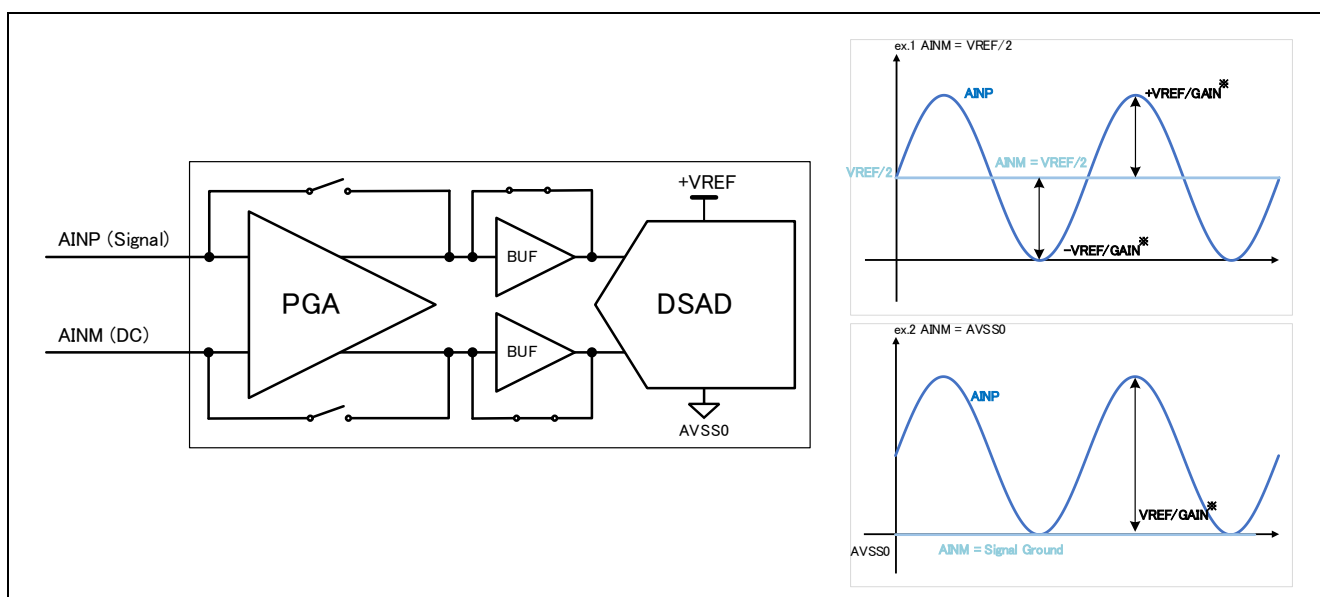 AINP (Signal)
AINM (DC)
PGA
BUF
BUF
+VREF
DSAD
AVSS0
ex.1 AINM = VREF/2
AINP
+VREF/GAIN※
AINM = VREF/2
VREF/2
−VREF/GAIN※
ex.2 AINM = AVSS0
AINP
VREF/GAIN※
AVSS0
AINM = Signal Ground